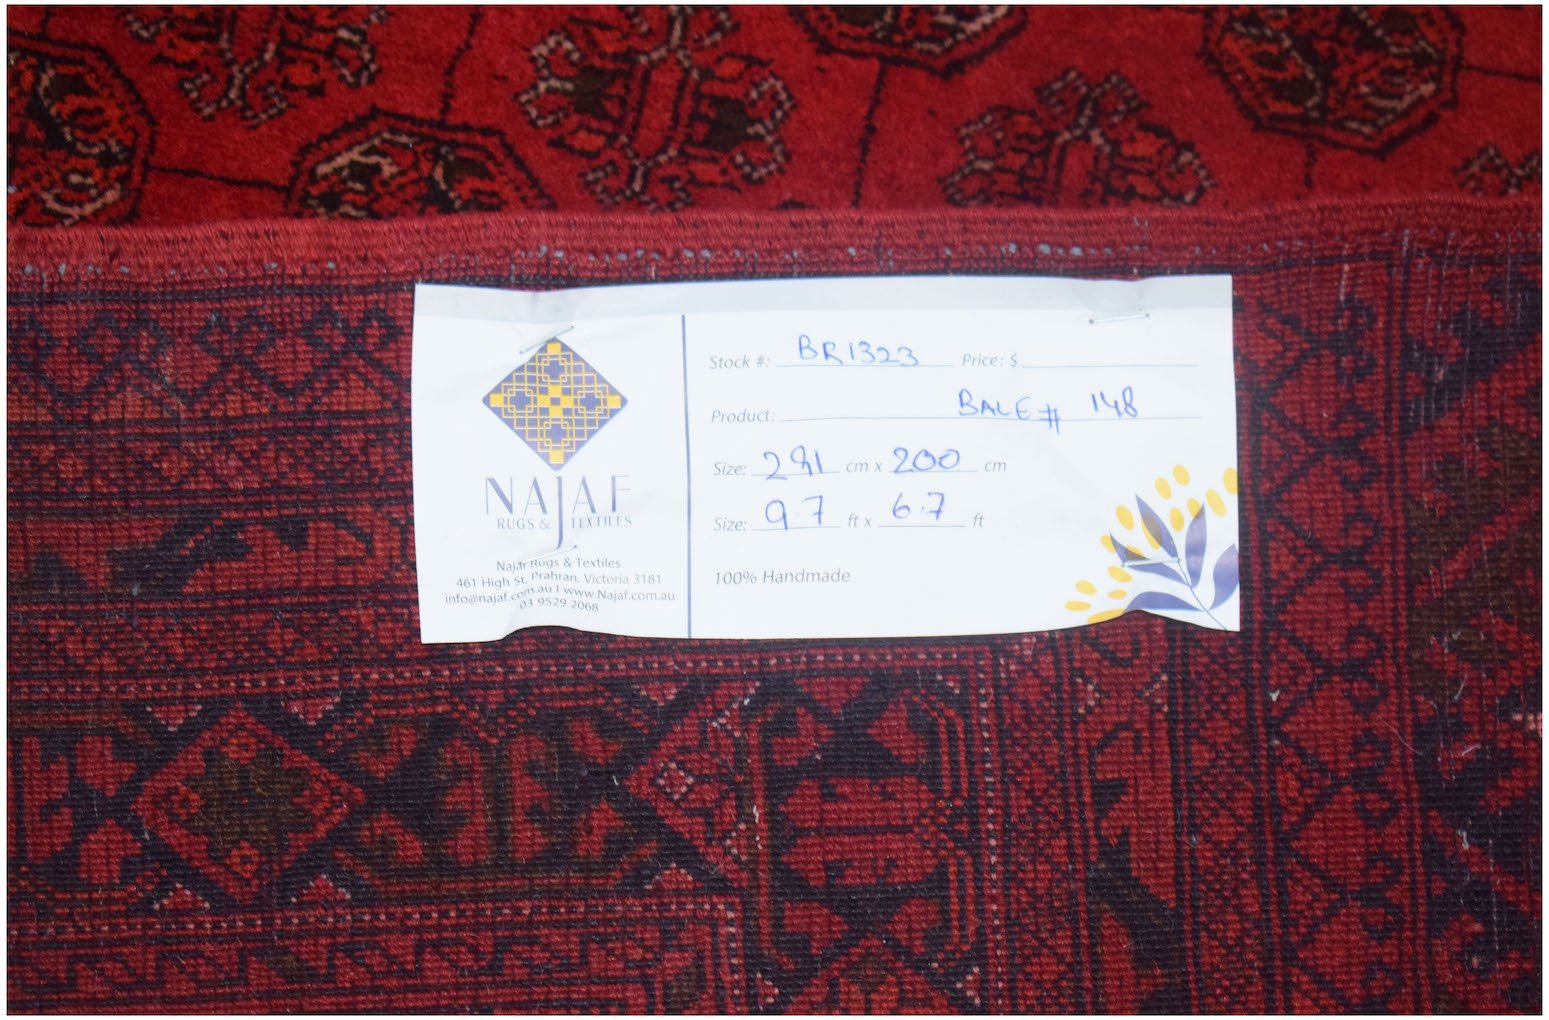 NAJAF
RUGS & TEXTILES
Najaf Rugs & Textiles
461 High St, Prahran, Victoria 3181
info@najaf.com.au I www.Najaf.com.au
03 9529 2068
Stock #: BR1323 Price: $
Product: BALE # 148
Size: 291 cm x 200 cm
Size: 9.7 ft x 6.7 ft
100% Handmade